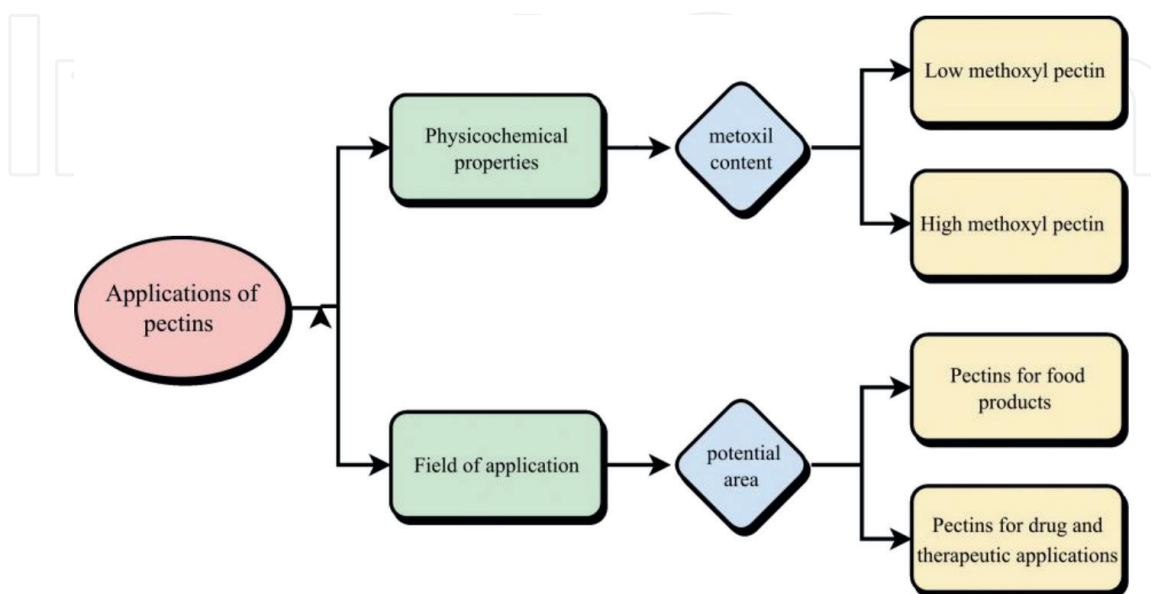 Applications of
pectins
Physicochemical
properties
metoxil
content
Low methoxyl pectin
High methoxyl pectin
Field of application
potential
area
Pectins for food
products
Pectins for drug and
therapeutic applications